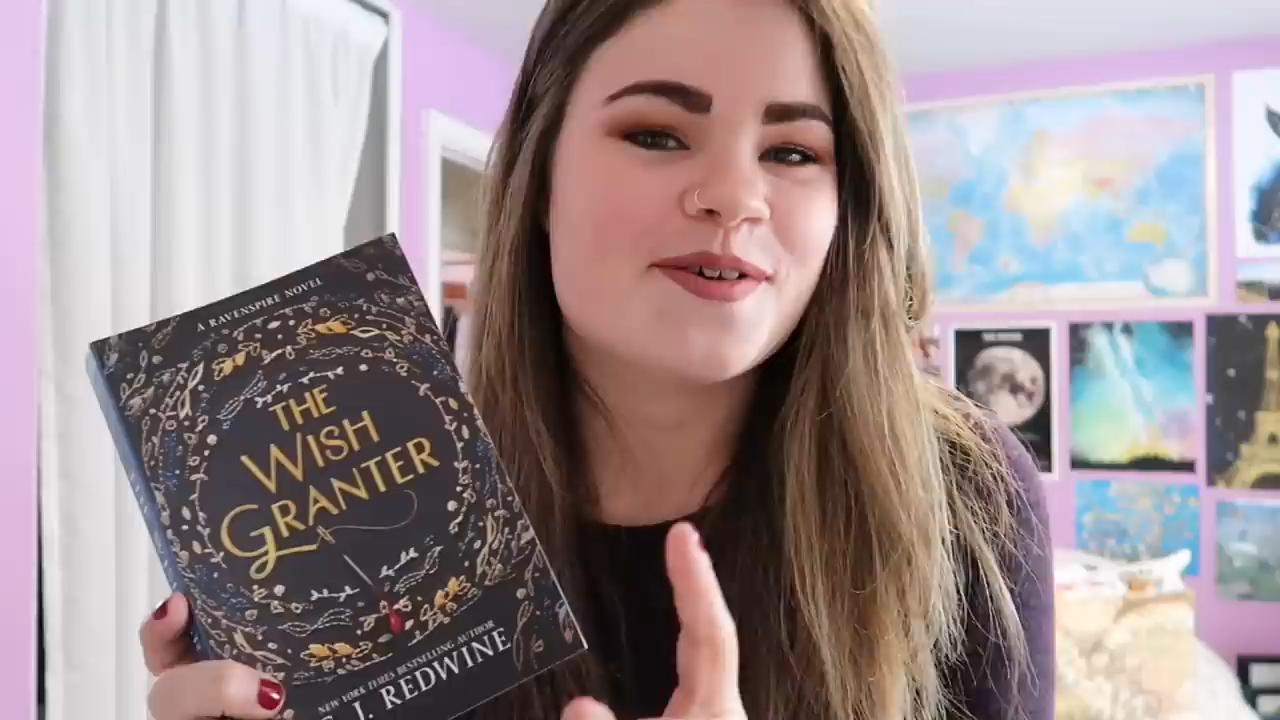 A RAVENSPIRE NOVEL
THE
WISH
GRANTER
NEW YORK TIMES BESTSELLING AUTHOR
C. J. REDWINE